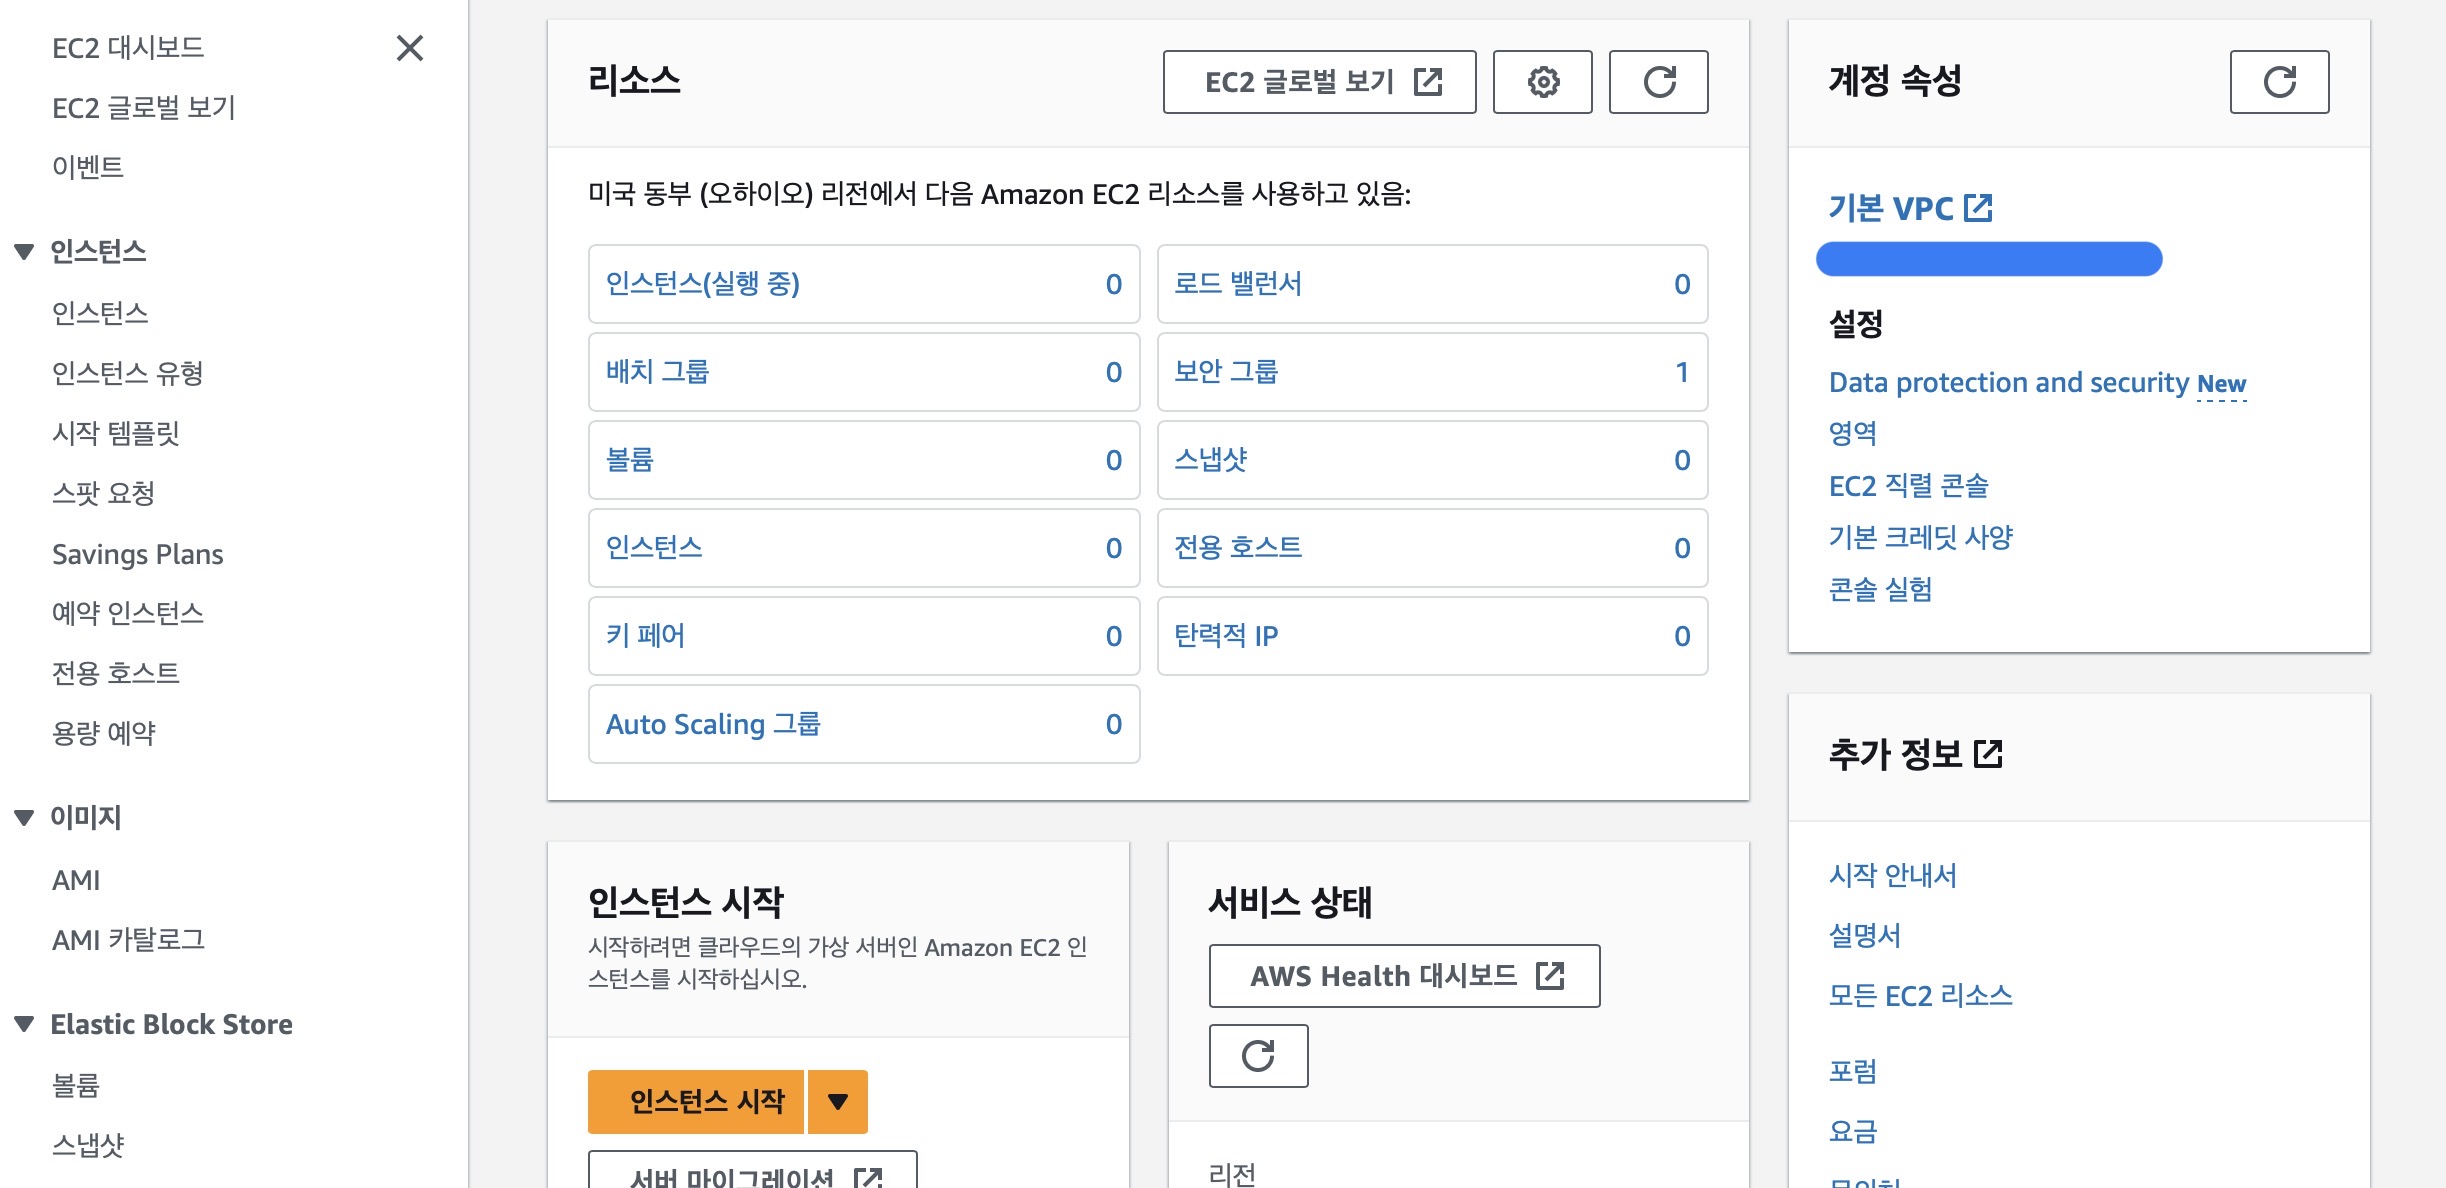 EC2 대시보드
EC2 글로벌 보기
이벤트
인스턴스
인스턴스
인스턴스 유형
시작 템플릿
스팟 요청
Savings Plans
예약 인스턴스
전용 호스트
용량 예약
이미지
AMI
AMI 카탈로그
Elastic Block Store
볼륨
스냅샷
리소스
EC2 글로벌 보기
미국 동부 (오하이오) 리전에서 다음 Amazon EC2 리소스를 사용하고 있음:
인스턴스(실행 중) 0
로드 밸런서 0
배치 그룹 0
보안 그룹 1
볼륨 0
스냅샷 0
인스턴스 0
전용 호스트 0
키 페어 0
탄력적 IP 0
Auto Scaling 그룹 0
인스턴스 시작
시작하려면 클라우드의 가상 서버인 Amazon EC2 인
스턴스를 시작하십시오.
인스턴스 시작
서버 마이그레이션
서비스 상태
AWS Health 대시보드
리전
계정 속성
기본 VPC
설정
Data protection and security New
영역
EC2 직렬 콘솔
기본 크레딧 사양
콘솔 실험
추가 정보
시작 안내서
설명서
모든 EC2 리소스
포럼
요금